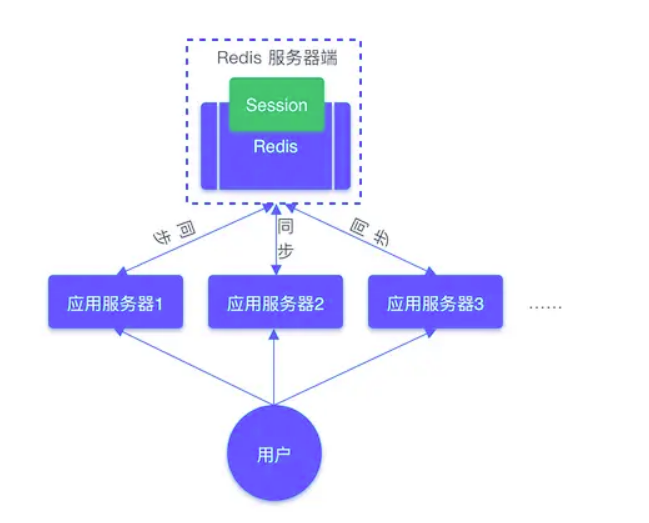 Redis 服务器端
Session
Redis
同步
同步
同步
应用服务器1
应用服务器2
应用服务器3
……
用户